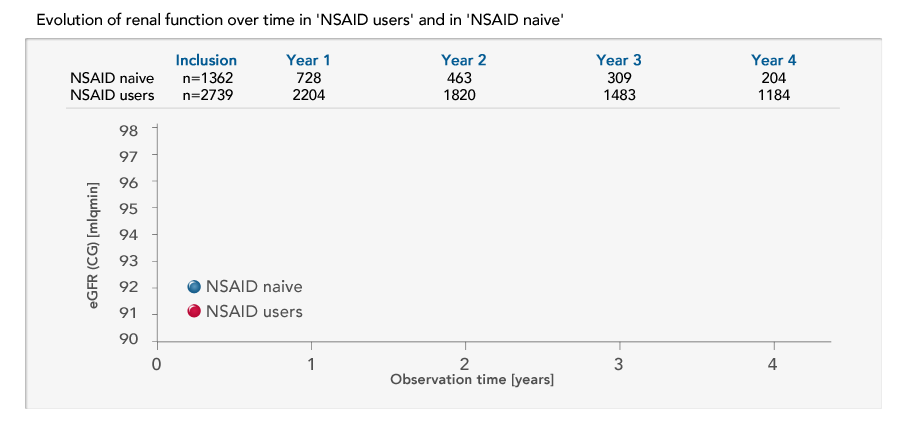 Evolution of renal function over time in 'NSAID users' and in 'NSAID naive'
Inclusion Year 1 Year 2 Year 3 Year 4
NSAID naive n=1362 728 463 309 204
NSAID users n=2739 2204 1820 1483 1184
98
97
96
95
94
93
92
91
90
eGFR (CG) [mlqmin]
NSAID naive
NSAID users
0 1 2 3 4
Observation time [years]